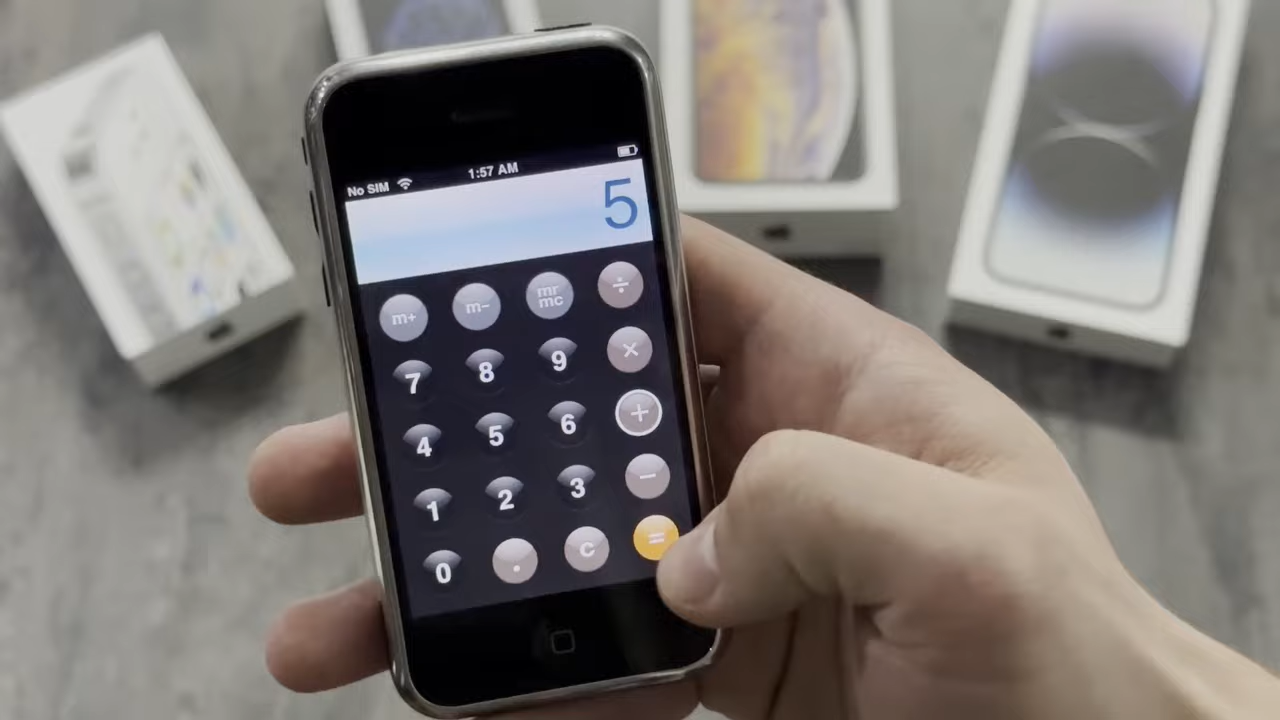 No SIM 1:57 AM
5
m+ m- mr mc ÷
7 8 9 ×
4 5 6 +
1 2 3 −
0 . C =